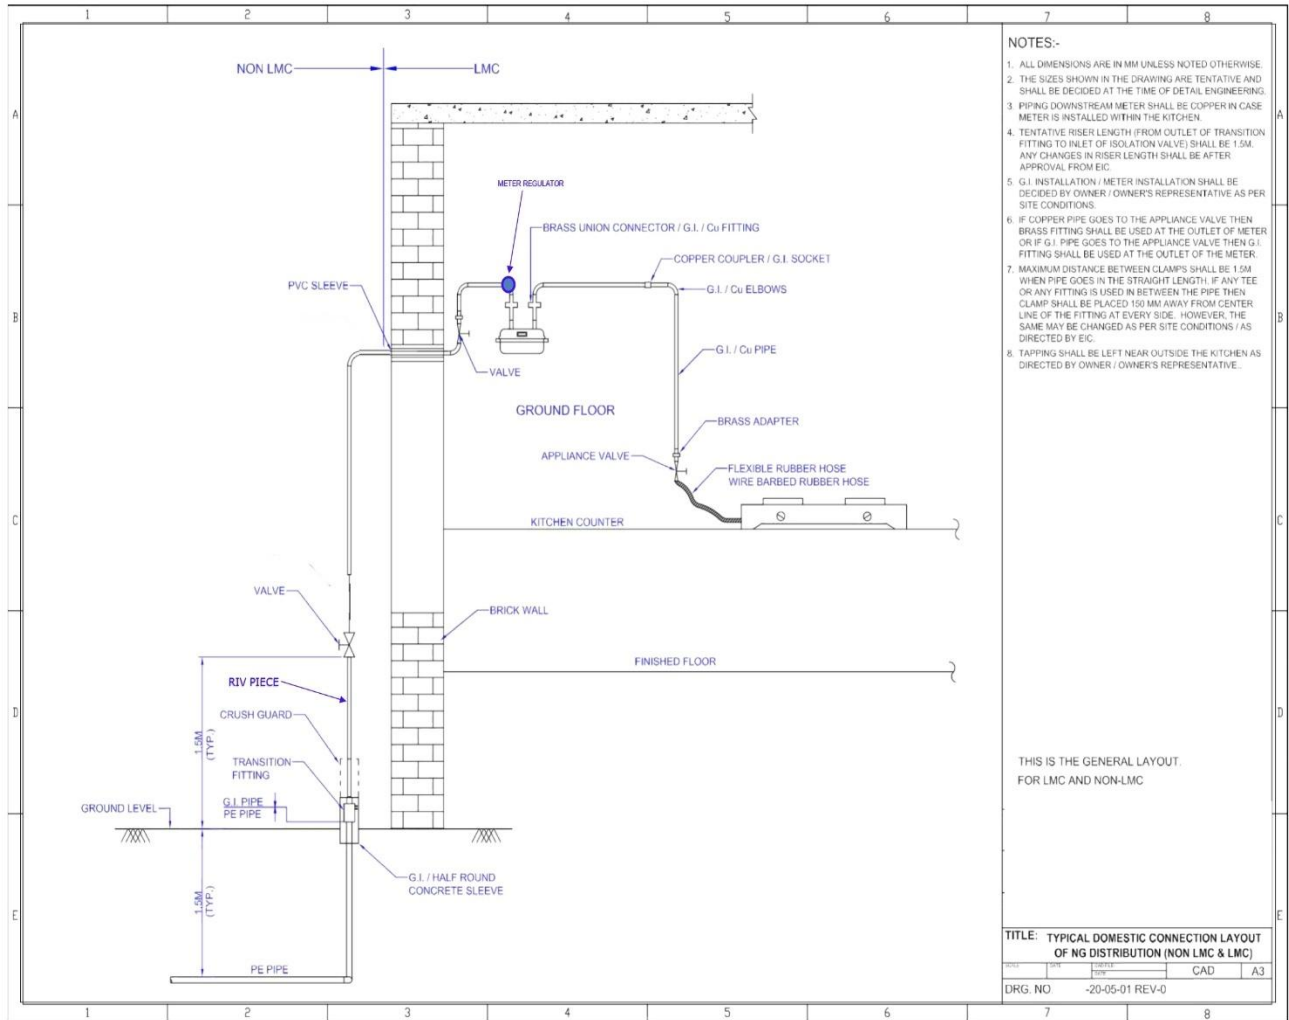 1 2 3 4 5 6 7 8
NON LMC
LMC
METER REGULATOR
BRASS UNION CONNECTOR / G.I. / Cu FITTING
COPPER COUPLER / G.I. SOCKET
PVC SLEEVE
G.I. / Cu ELBOWS
G.I. / Cu PIPE
VALVE
GROUND FLOOR
BRASS ADAPTER
APPLIANCE VALVE
FLEXIBLE RUBBER HOSE
WIRE BARBED RUBBER HOSE
KITCHEN COUNTER
VALVE
BRICK WALL
FINISHED FLOOR
RIV PIECE
CRUSH GUARD
1.5M
(TYP.)
TRANSITION
FITTING
G.I. PIPE
PE PIPE
GROUND LEVEL
G.I. / HALF ROUND
CONCRETE SLEEVE
1.5M
(TYP.)
PE PIPE
A
B
C
D
E
A
B
C
D
E
NOTES:-
1. ALL DIMENSIONS ARE IN MM UNLESS NOTED OTHERWISE.
2. THE SIZES SHOWN IN THE DRAWING ARE TENTATIVE AND
SHALL BE DECIDED AT THE TIME OF DETAIL ENGINEERING.
3 PIPING DOWNSTREAM METER SHALL BE COPPER IN CASE
METER IS INSTALLED WITHIN THE KITCHEN.
4. TENTATIVE RISER LENGTH (FROM OUTLET OF TRANSITION
FITTING TO INLET OF ISOLATION VALVE) SHALL BE 1.5M.
ANY CHANGES IN RISER LENGTH SHALL BE AFTER
APPROVAL FROM EIC.
5. G.I. INSTALLATION / METER INSTALLATION SHALL BE
DECIDED BY OWNER / OWNER'S REPRESENTATIVE AS PER
SITE CONDITIONS.
6. IF COPPER PIPE GOES TO THE APPLIANCE VALVE THEN
BRASS FITTING SHALL BE USED AT THE OUTLET OF METER
OR IF G.I. PIPE GOES TO THE APPLIANCE VALVE THEN G.I.
FITTING SHALL BE USED AT THE OUTLET OF THE METER.
7. MAXIMUM DISTANCE BETWEEN CLAMPS SHALL BE 1.5M
WHEN PIPE GOES IN THE STRAIGHT LENGTH. IF ANY TEE
OR ANY FITTING IS USED IN BETWEEN THE PIPE THEN
CLAMP SHALL BE PLACED 150 MM AWAY FROM CENTER
LINE OF THE FITTING AT EVERY SIDE. HOWEVER, THE
SAME MAY BE CHANGED AS PER SITE CONDITIONS / AS
DIRECTED BY EIC.
8. TAPPING SHALL BE LEFT NEAR OUTSIDE THE KITCHEN AS
DIRECTED BY OWNER / OWNER'S REPRESENTATIVE..
THIS IS THE GENERAL LAYOUT.
FOR LMC AND NON-LMC
TITLE: TYPICAL DOMESTIC CONNECTION LAYOUT
OF NG DISTRIBUTION (NON LMC & LMC)
CAD A3
DRG. NO -20-05-01 REV-0
1 2 3 4 5 6 7 8